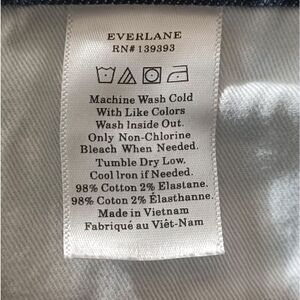 EVERLANE
RN# 139393
Machine Wash Cold
With Like Colors
Wash Inside Out.
Only Non-Chlorine
Bleach When Needed.
Tumble Dry Low.
Cool Iron if Needed.
98% Cotton 2% Elastane.
98% Cotton 2% Élasthanne.
Made in Vietnam
Fabriqué au Viêt-Nam